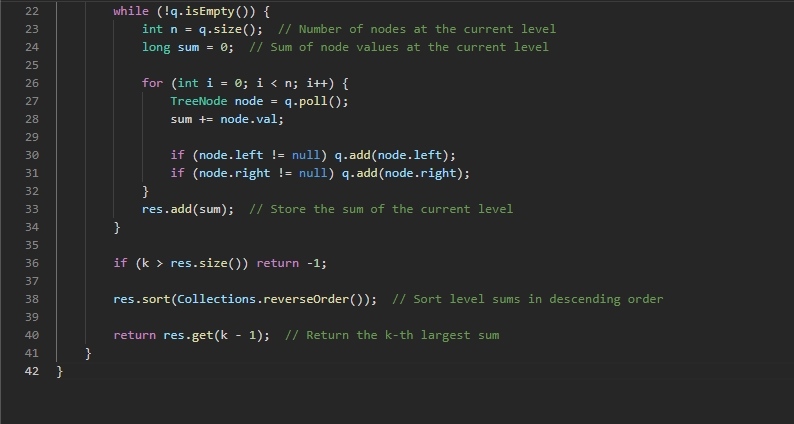 22 while (!q.isEmpty()) {
23 int n = q.size(); // Number of nodes at the current level
24 long sum = 0; // Sum of node values at the current level
25
26 for (int i = 0; i < n; i++) {
27 TreeNode node = q.poll();
28 sum += node.val;
29
30 if (node.left != null) q.add(node.left);
31 if (node.right != null) q.add(node.right);
32 }
33 res.add(sum); // Store the sum of the current level
34 }
35
36 if (k > res.size()) return -1;
37
38 res.sort(Collections.reverseOrder()); // Sort level sums in descending order
39
40 return res.get(k - 1); // Return the k-th largest sum
41 }
42 }